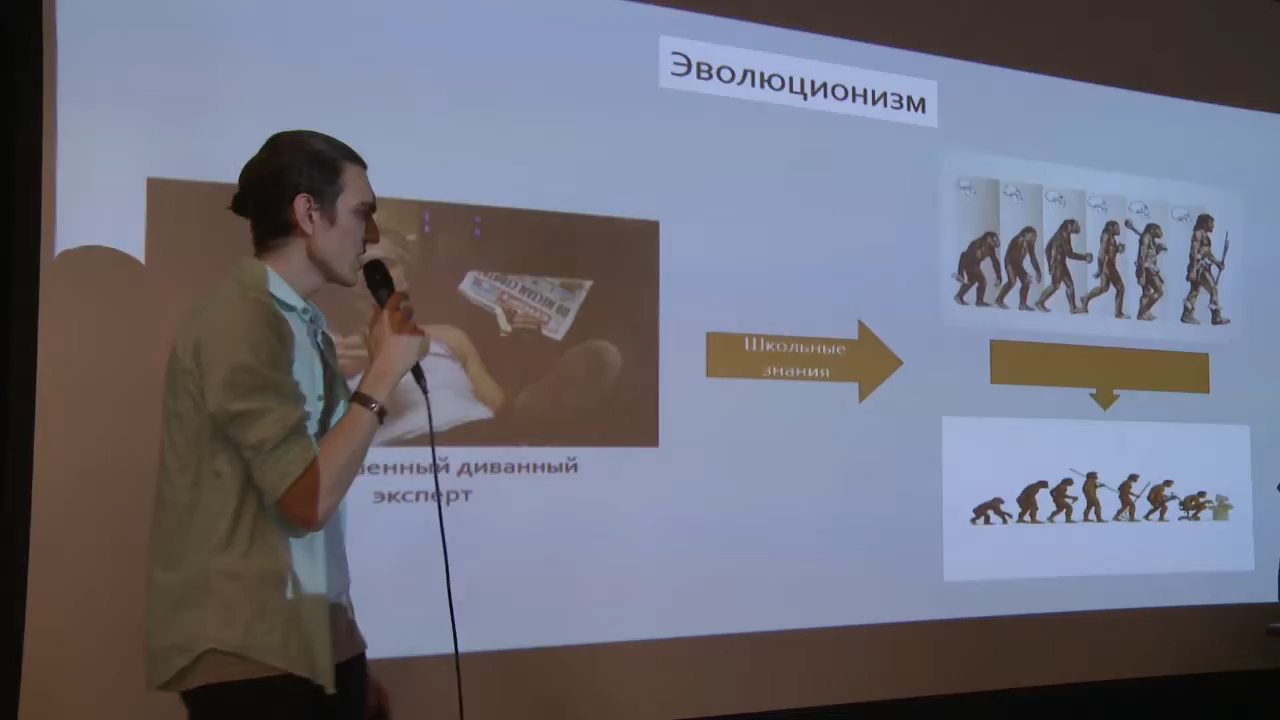 Эволюционизм
Школьные
знания
диванный
эксперт